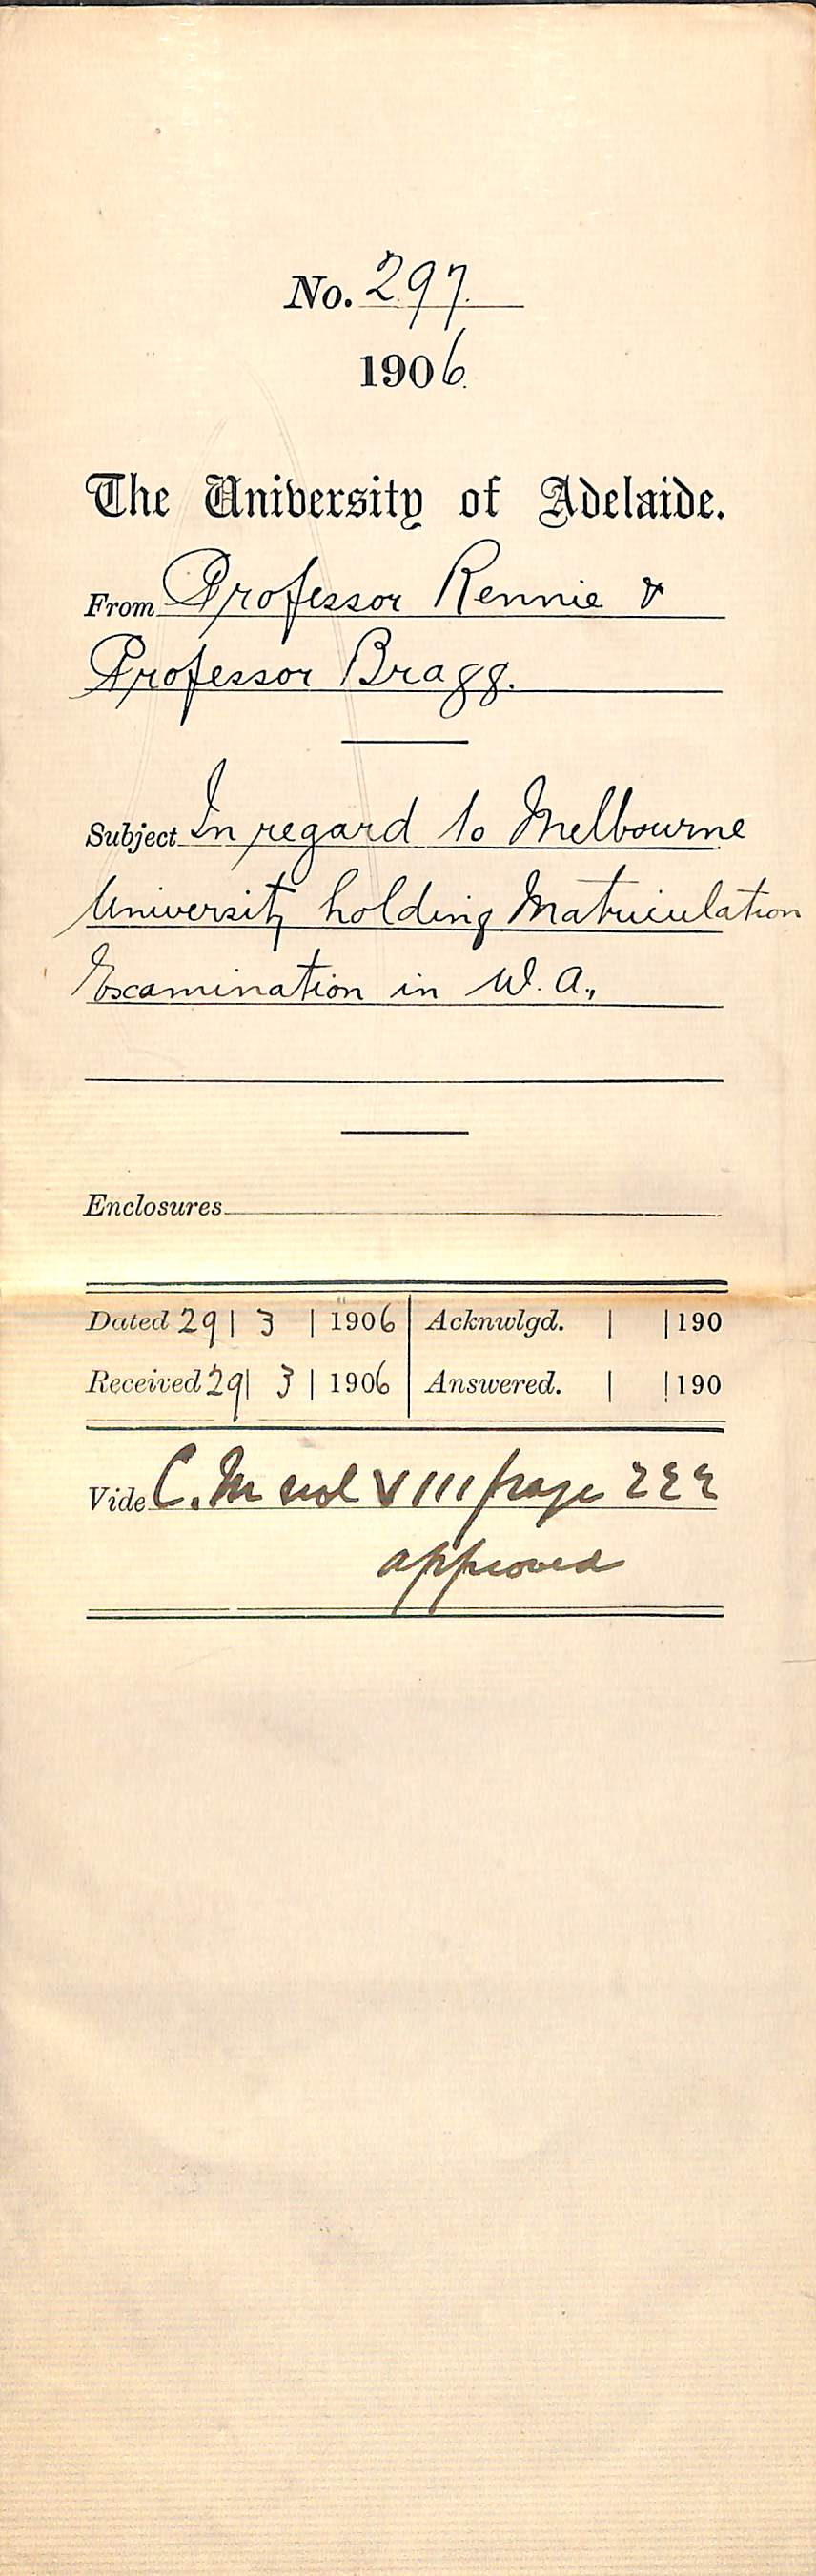 No. 297.
1906.
The University of Adelaide.
From Professor Rennie &
Professor Bragg.
Subject In regard to Melbourne
University holding Matriculation
Examination in W.A.,
Enclosures
Dated 29 | 3 | 1906 | Acknwlgd. | | 190
Received 29 | 3 | 1906 | Answered. | | 190
Vide C.M vol VIII page
approved